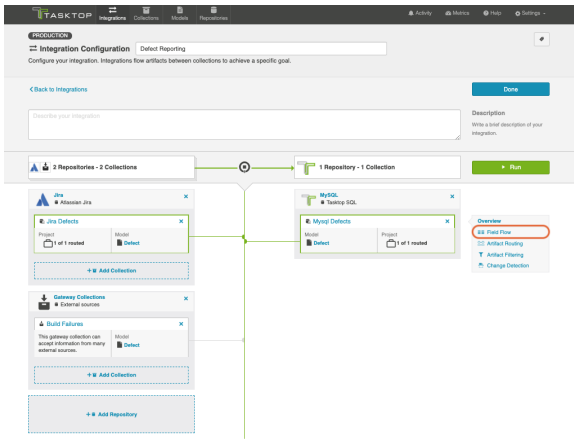 TASKTOP
Integrations
Collections
Models
Repositories
Activity
Metrics
Help
Settings
PRODUCTION
Integration Configuration
Defect Reporting
Configure your integration. Integrations flow artifacts between collections to achieve a specific goal.
Back to Integrations
Done
Describe your integration
Description
Write a brief description of your
integration.
2 Repositories - 2 Collections
1 Repository - 1 Collection
Run
Jira
Atlassian Jira
Jira Defects
Project
1 of 1 routed
Model
Defect
+ Add Collection
MySQL
Tasktop SQL
Mysql Defects
Model
Defect
Project
1 of 1 routed
Overview
Field Flow
Artifact Routing
Artifact Filtering
Change Detection
Gateway Collections
External sources
Build Failures
This gateway collection can
accept information from many
external sources.
Model
Defect
+ Add Collection
+ Add Repository